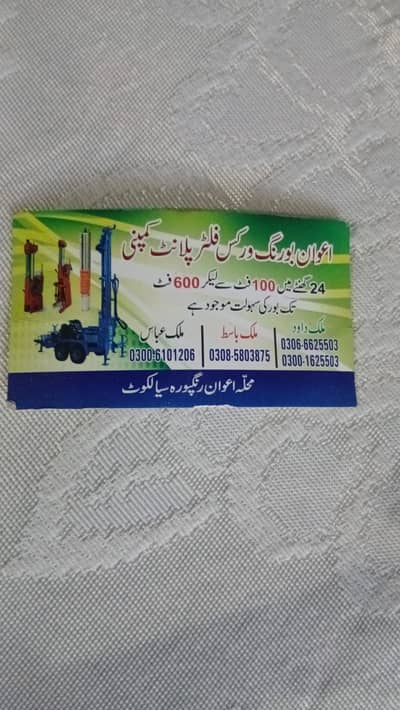 اعوان بورنگ ورکس فلٹر پلانٹ کمپنی
24 گھنٹے میں 100 فٹ سے لیکر 600 فٹ
تک بور کی سہولت موجود ہے
ملک داود
0306-6625503
0300-1625503
ملک باسط
0308-5803875
ملک عباس
0300-6101206
محلہ اعوان رنگپورہ سیالکوٹ